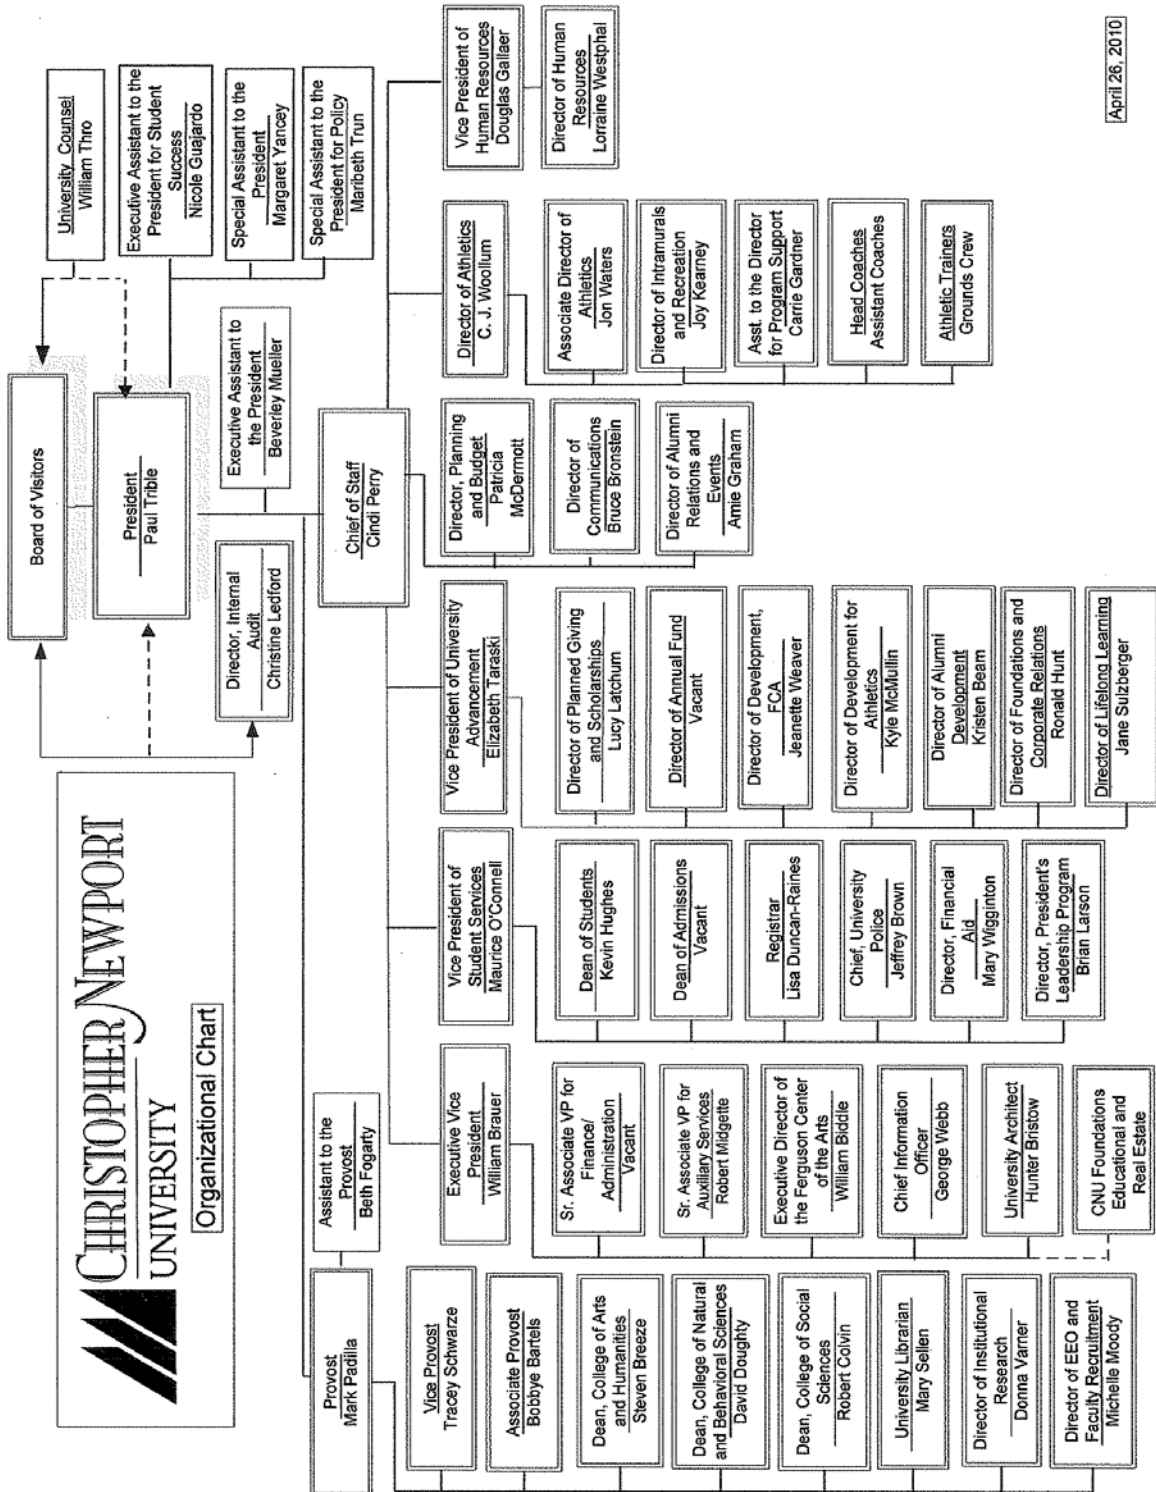 CHRISTOPHER NEWPORT
UNIVERSITY
Organizational Chart
Board of Visitors
University Counsel
William Thro
President
Paul Trible
Executive Assistant to the
President for Student
Success
Nicole Guajardo
Special Assistant to the
President
Margaret Yancey
Special Assistant to the
President for Policy
Maribeth Trun
Director, Internal
Audit
Christine Ledford
Executive Assistant to
the President
Beverley Mueller
Chief of Staff
Cindi Perry
Provost
Mark Padilla
Assistant to the
Provost
Beth Fogarty
Vice Provost
Tracey Schwarze
Associate Provost
Bobbye Bartels
Dean, College of Arts
and Humanities
Steven Breeze
Dean, College of Natural
and Behavioral Sciences
David Doughty
Dean, College of Social
Sciences
Robert Colvin
University Librarian
Mary Sellen
Director of Institutional
Research
Donna Varner
Director of EEO and
Faculty Recruitment
Michelle Moody
Executive Vice
President
William Brauer
Sr. Associate VP for
Finance/
Administration
Vacant
Sr. Associate VP for
Auxiliary Services
Robert Midgette
Executive Director of
the Ferguson Center
of the Arts
William Biddle
Chief Information
Officer
George Webb
University Architect
Hunter Bristow
CNU Foundations
Educational and
Real Estate
Vice President of
Student Services
Maurice O'Connell
Dean of Students
Kevin Hughes
Dean of Admissions
Vacant
Registrar
Lisa Duncan-Raines
Chief, University
Police
Jeffrey Brown
Director, Financial
Aid
Mary Wigginton
Director, President's
Leadership Program
Brian Larson
Vice President of University
Advancement
Elizabeth Taraski
Director of Planned Giving
and Scholarships
Lucy Latchum
Director of Annual Fund
Vacant
Director of Development,
FCA
Jeanette Weaver
Director of Development for
Athletics
Kyle McMullin
Director of Alumni
Development
Kristen Beam
Director of Foundations and
Corporate Relations
Ronald Hunt
Director of Lifelong Learning
Jane Sulzberger
Director, Planning
and Budget
Patricia
McDermott
Director of
Communications
Bruce Bronstein
Director of Alumni
Relations and
Events
Amie Graham
Director of Athletics
C. J. Woollum
Associate Director of
Athletics
Jon Waters
Director of Intramurals
and Recreation
Joy Kearney
Asst. to the Director
for Program Support
Carrie Gardner
Head Coaches
Assistant Coaches
Athletic Trainers
Grounds Crew
Vice President of
Human Resources
Douglas Gallaer
Director of Human
Resources
Lorraine Westphal
April 26, 2010